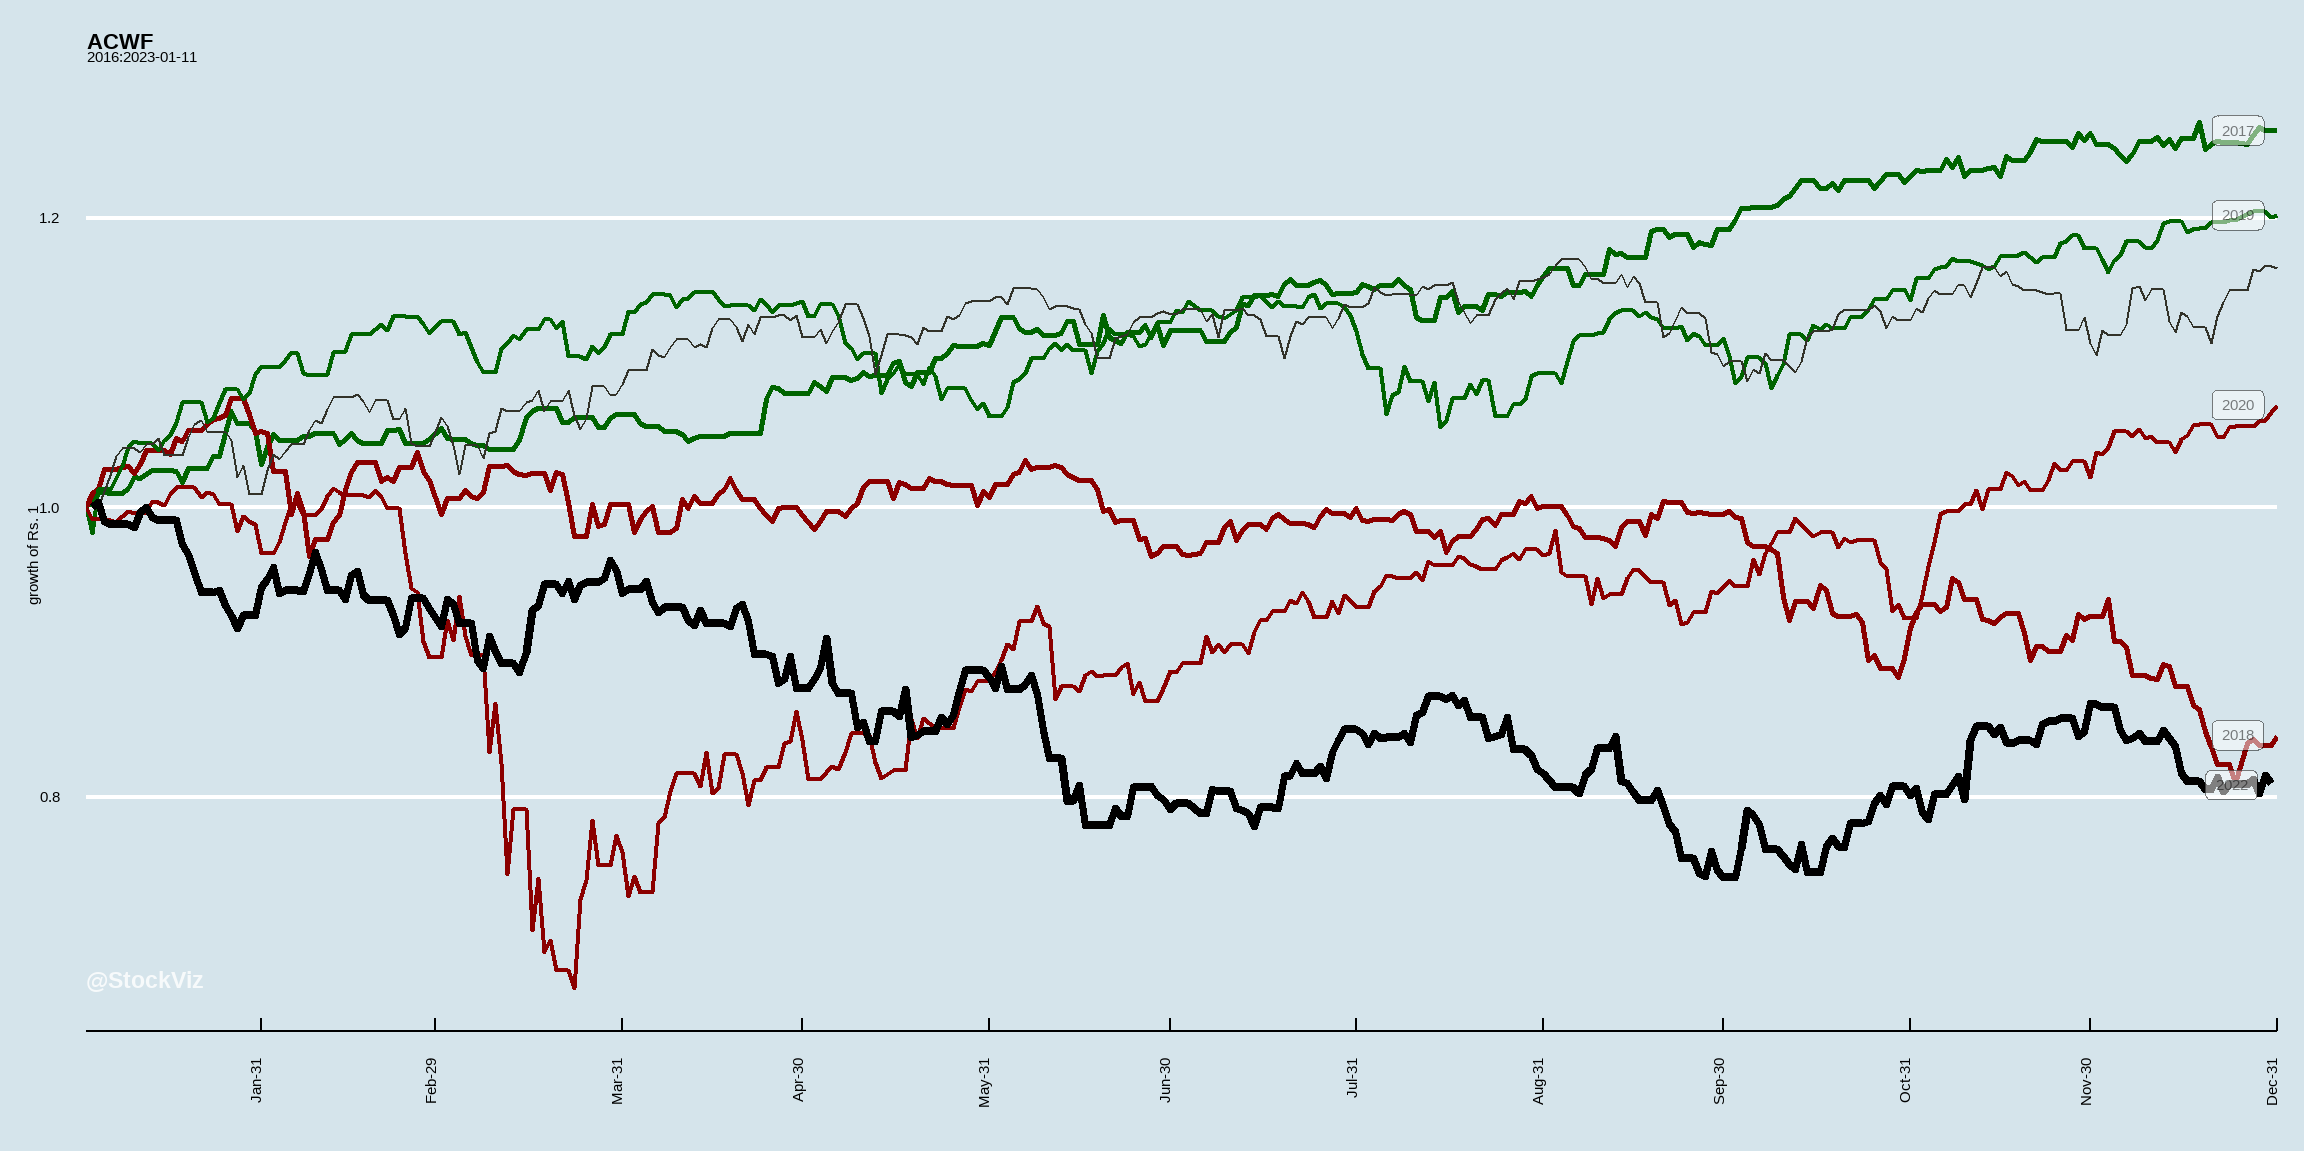 ACWF
2016:2023-01-11
2017
1.2
2019
2020
1.0
growth of Rs. 1
2018
2022
0.8
@StockViz
Jan-31
Feb-29
Mar-31
Apr-30
May-31
Jun-30
Jul-31
Aug-31
Sep-30
Oct-31
Nov-30
Dec-31